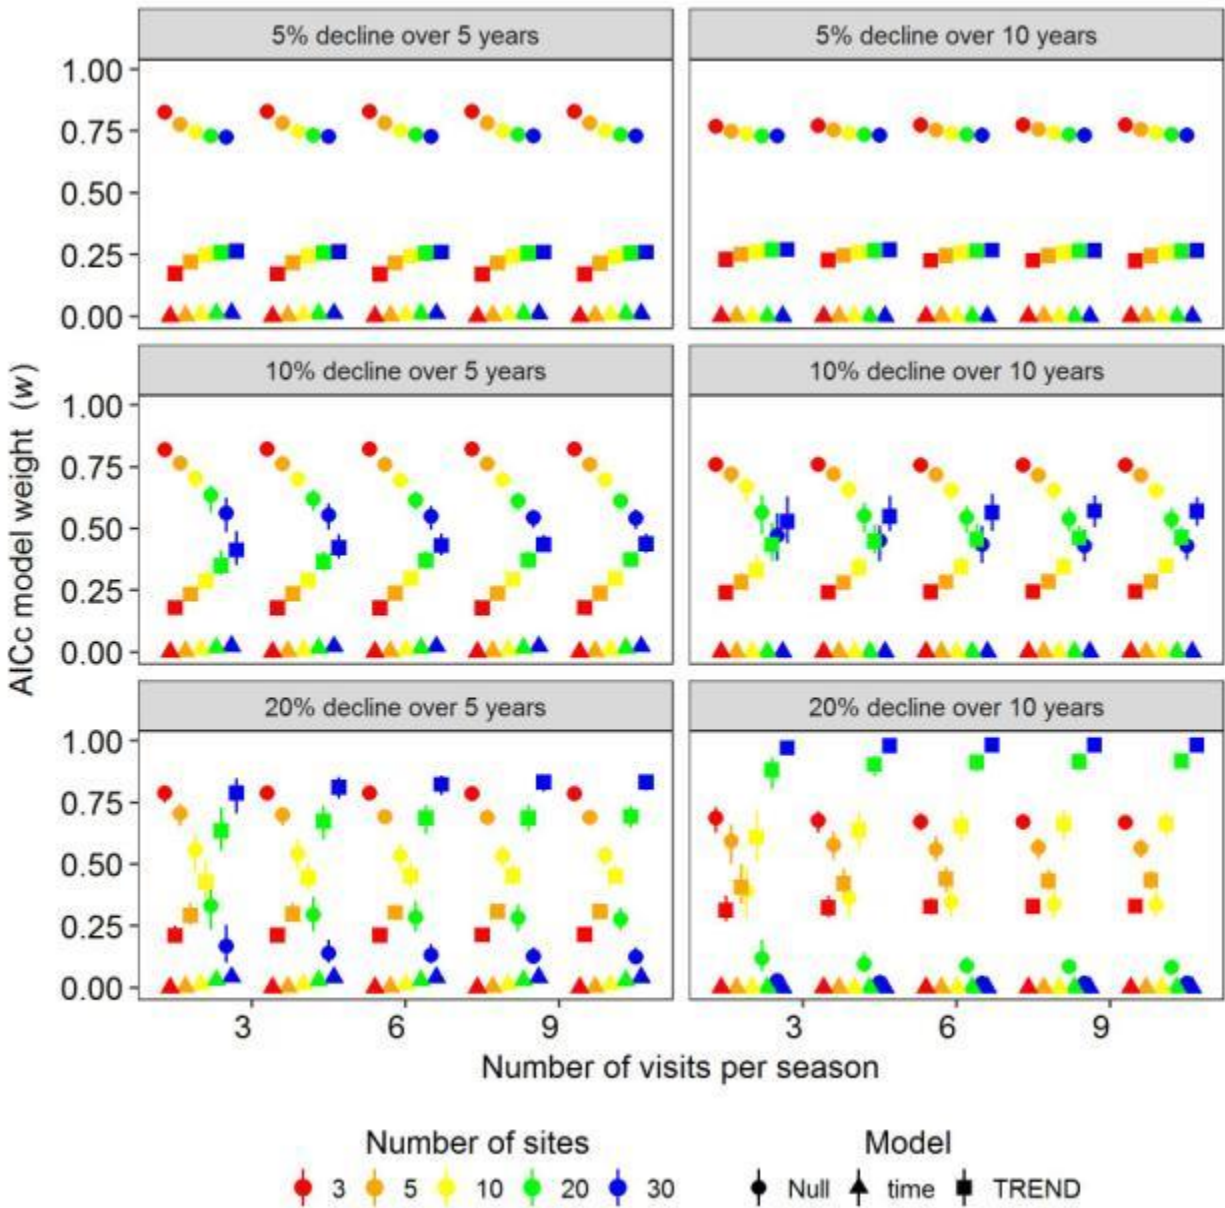 5% decline over 5 years
5% decline over 10 years
1.00
0.75
0.50
0.25
0.00
10% decline over 5 years
10% decline over 10 years
1.00
0.75
0.50
0.25
0.00
AICc model weight (w)
20% decline over 5 years
20% decline over 10 years
1.00
0.75
0.50
0.25
0.00
3 6 9
3 6 9
Number of visits per season
Number of sites
3 5 10 20 30
Model
Null time TREND